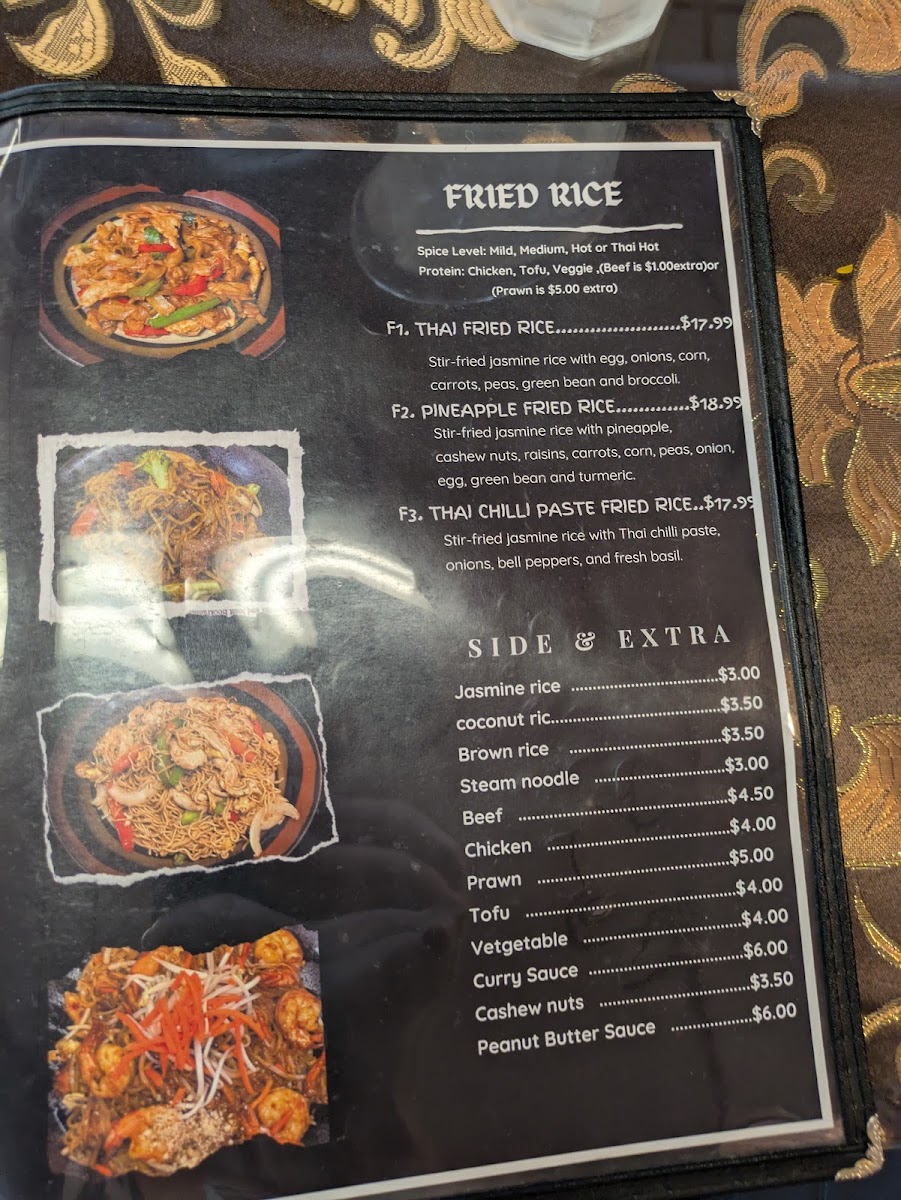 FRIED RICE
Spice Level: Mild, Medium, Hot or Thai Hot
Protein: Chicken, Tofu, Veggie ,(Beef is $1.00extra)or
(Prawn is $5.00 extra)
F1. THAI FRIED RICE......................$17.99
Stir-fried jasmine rice with egg, onions, corn,
carrots, peas, green bean and broccoli.
F2. PINEAPPLE FRIED RICE.............$18.99
Stir-fried jasmine rice with pineapple,
cashew nuts, raisins, carrots, corn, peas, onion,
egg, green bean and turmeric.
F3. THAI CHILLI PASTE FRIED RICE..$17.99
Stir-fried jasmine rice with Thai chilli paste,
onions, bell peppers, and fresh basil.
SIDE & EXTRA
Jasmine rice ....................................$3.00
coconut ric.........................................$3.50
Brown rice .....................................$3.50
Steam noodle ................................$3.00
Beef ..................................................$4.50
Chicken ...........................................$4.00
Prawn .............................................$5.00
Tofu ..................................................$4.00
Vetgetable ......................................$4.00
Curry Sauce .....................................$6.00
Cashew nuts ....................................$3.50
Peanut Butter Sauce ..................$6.00